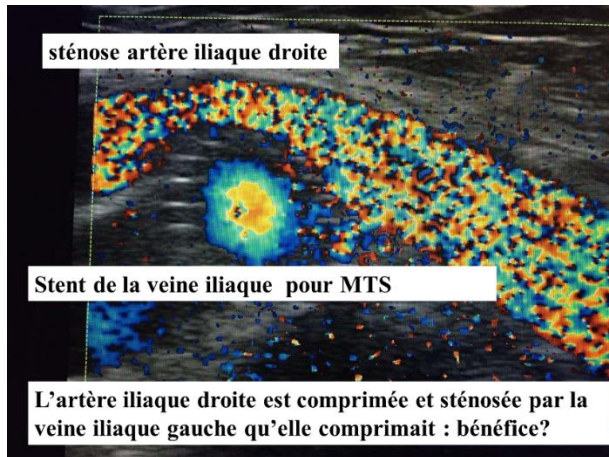 sténose artère iliaque droite
Stent de la veine iliaque pour MTS
L’artère iliaque droite est comprimée et sténosée par la
veine iliaque gauche qu’elle comprimait : bénéfice?